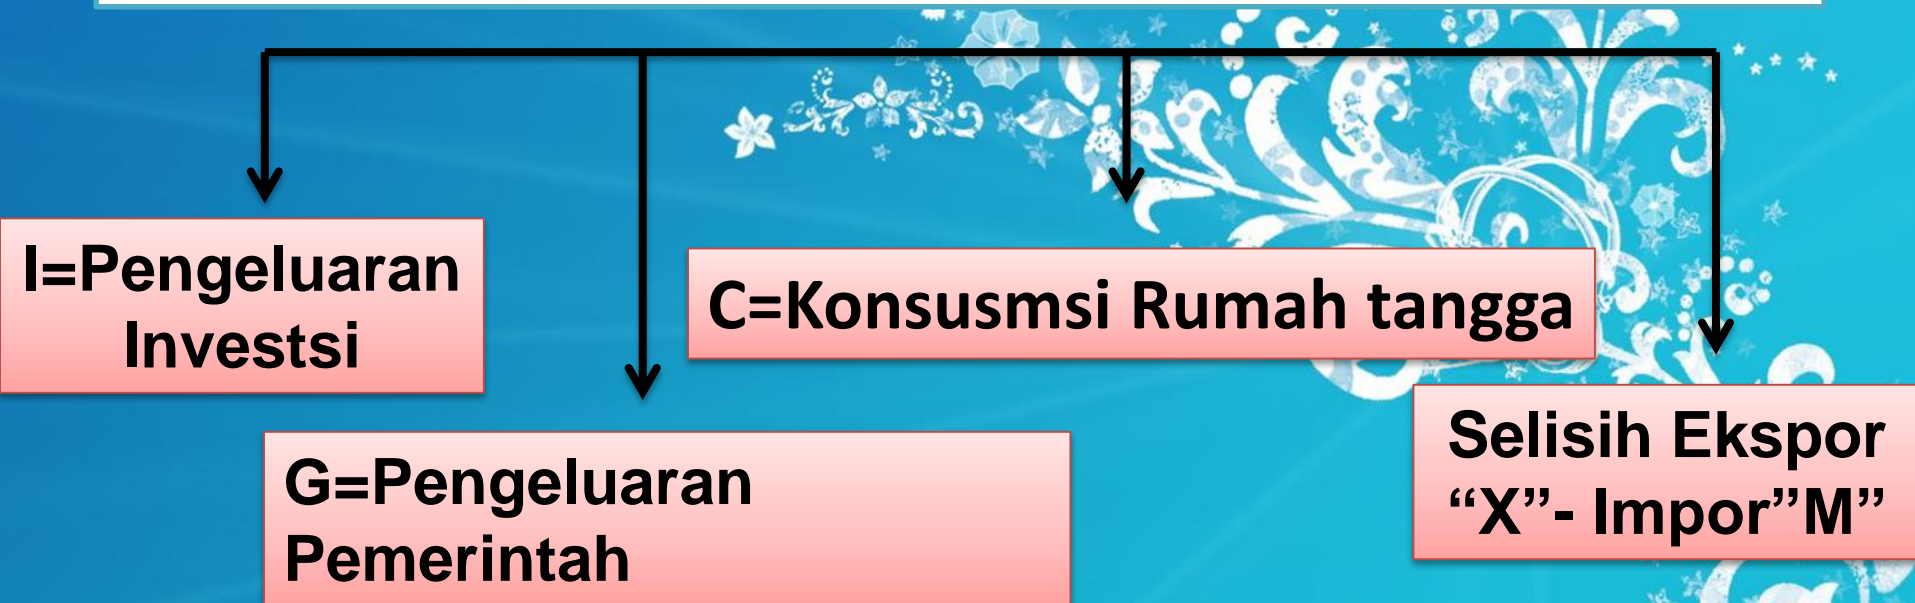 I=Pengeluaran
Investsi
C=Konsusmsi Rumah tangga
G=Pengeluaran
Pemerintah
Selisih Ekspor
“X”- Impor”M”